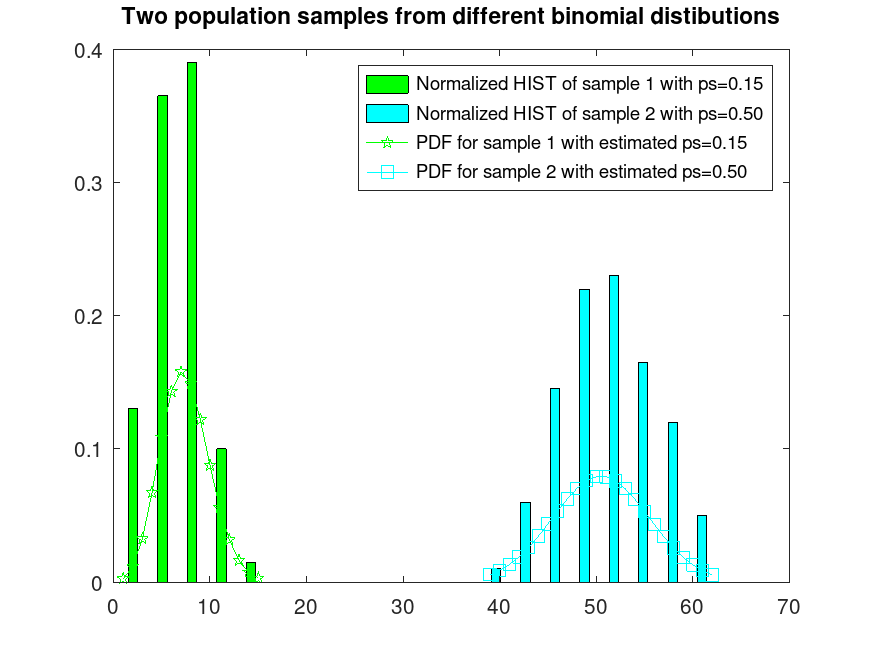 Two population samples from different binomial distibutions
0.4
0.3
0.2
0.1
0
Normalized HIST of sample 1 with ps=0.15
Normalized HIST of sample 2 with ps=0.50
PDF for sample 1 with estimated ps=0.15
PDF for sample 2 with estimated ps=0.50
0 10 20 30 40 50 60 70